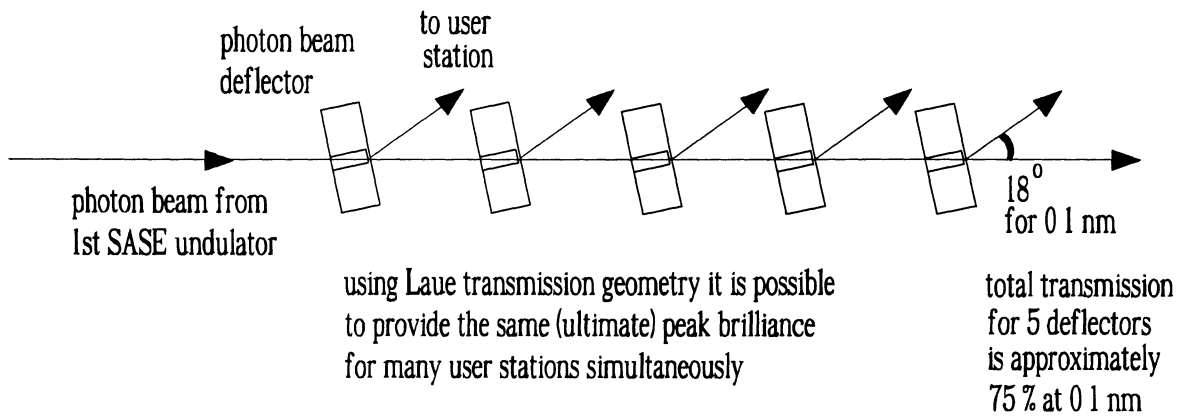 photon beam
deflector
to user
station
photon beam from
1st SASE undulator
18°
for 0 1 nm
using Laue transmission geometry it is possible
to provide the same (ultimate) peak brilliance
for many user stations simultaneously
total transmission
for 5 deflectors
is approximately
75 % at 0 1 nm